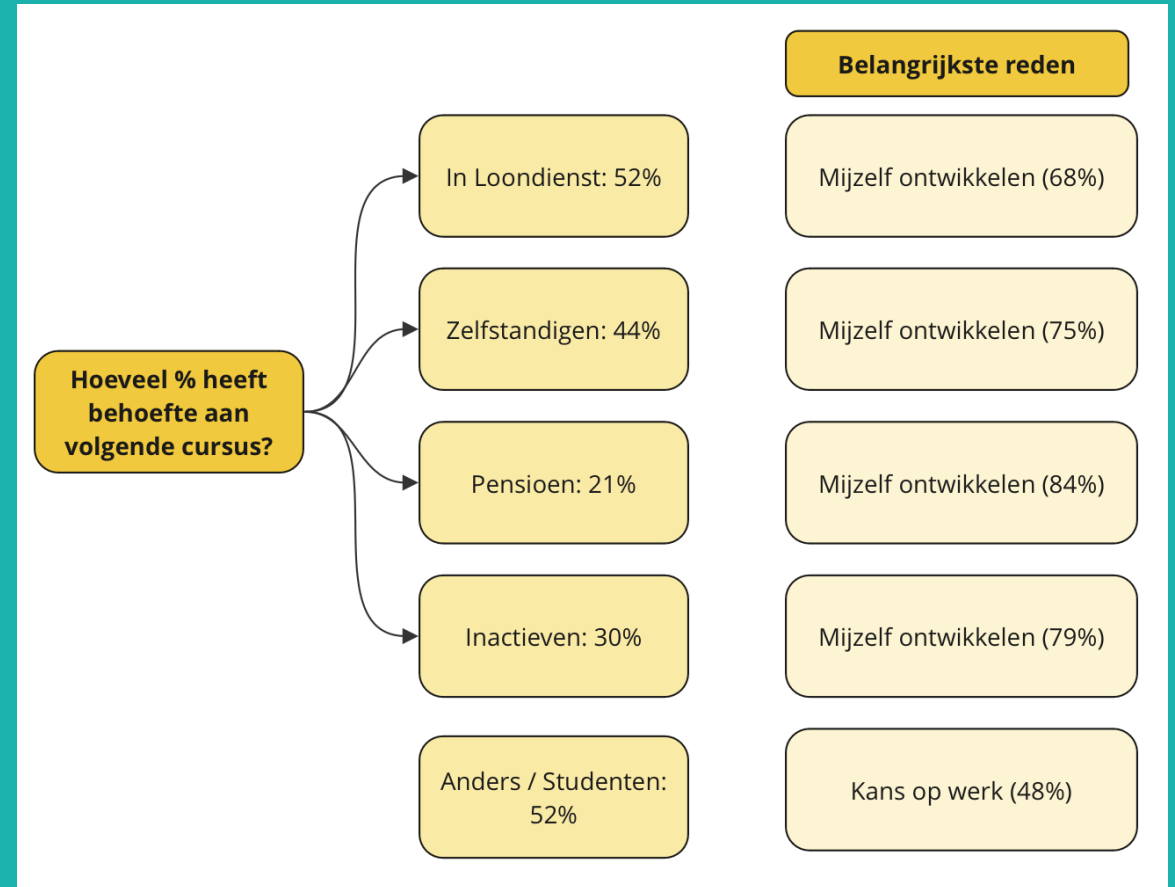 Belangrijkste reden
In Loondienst: 52%
Mijzelf ontwikkelen (68%)
Zelfstandigen: 44%
Mijzelf ontwikkelen (75%)
Hoeveel % heeft
behoefte aan
volgende cursus?
Pensioen: 21%
Mijzelf ontwikkelen (84%)
Inactieven: 30%
Mijzelf ontwikkelen (79%)
Anders / Studenten:
52%
Kans op werk (48%)